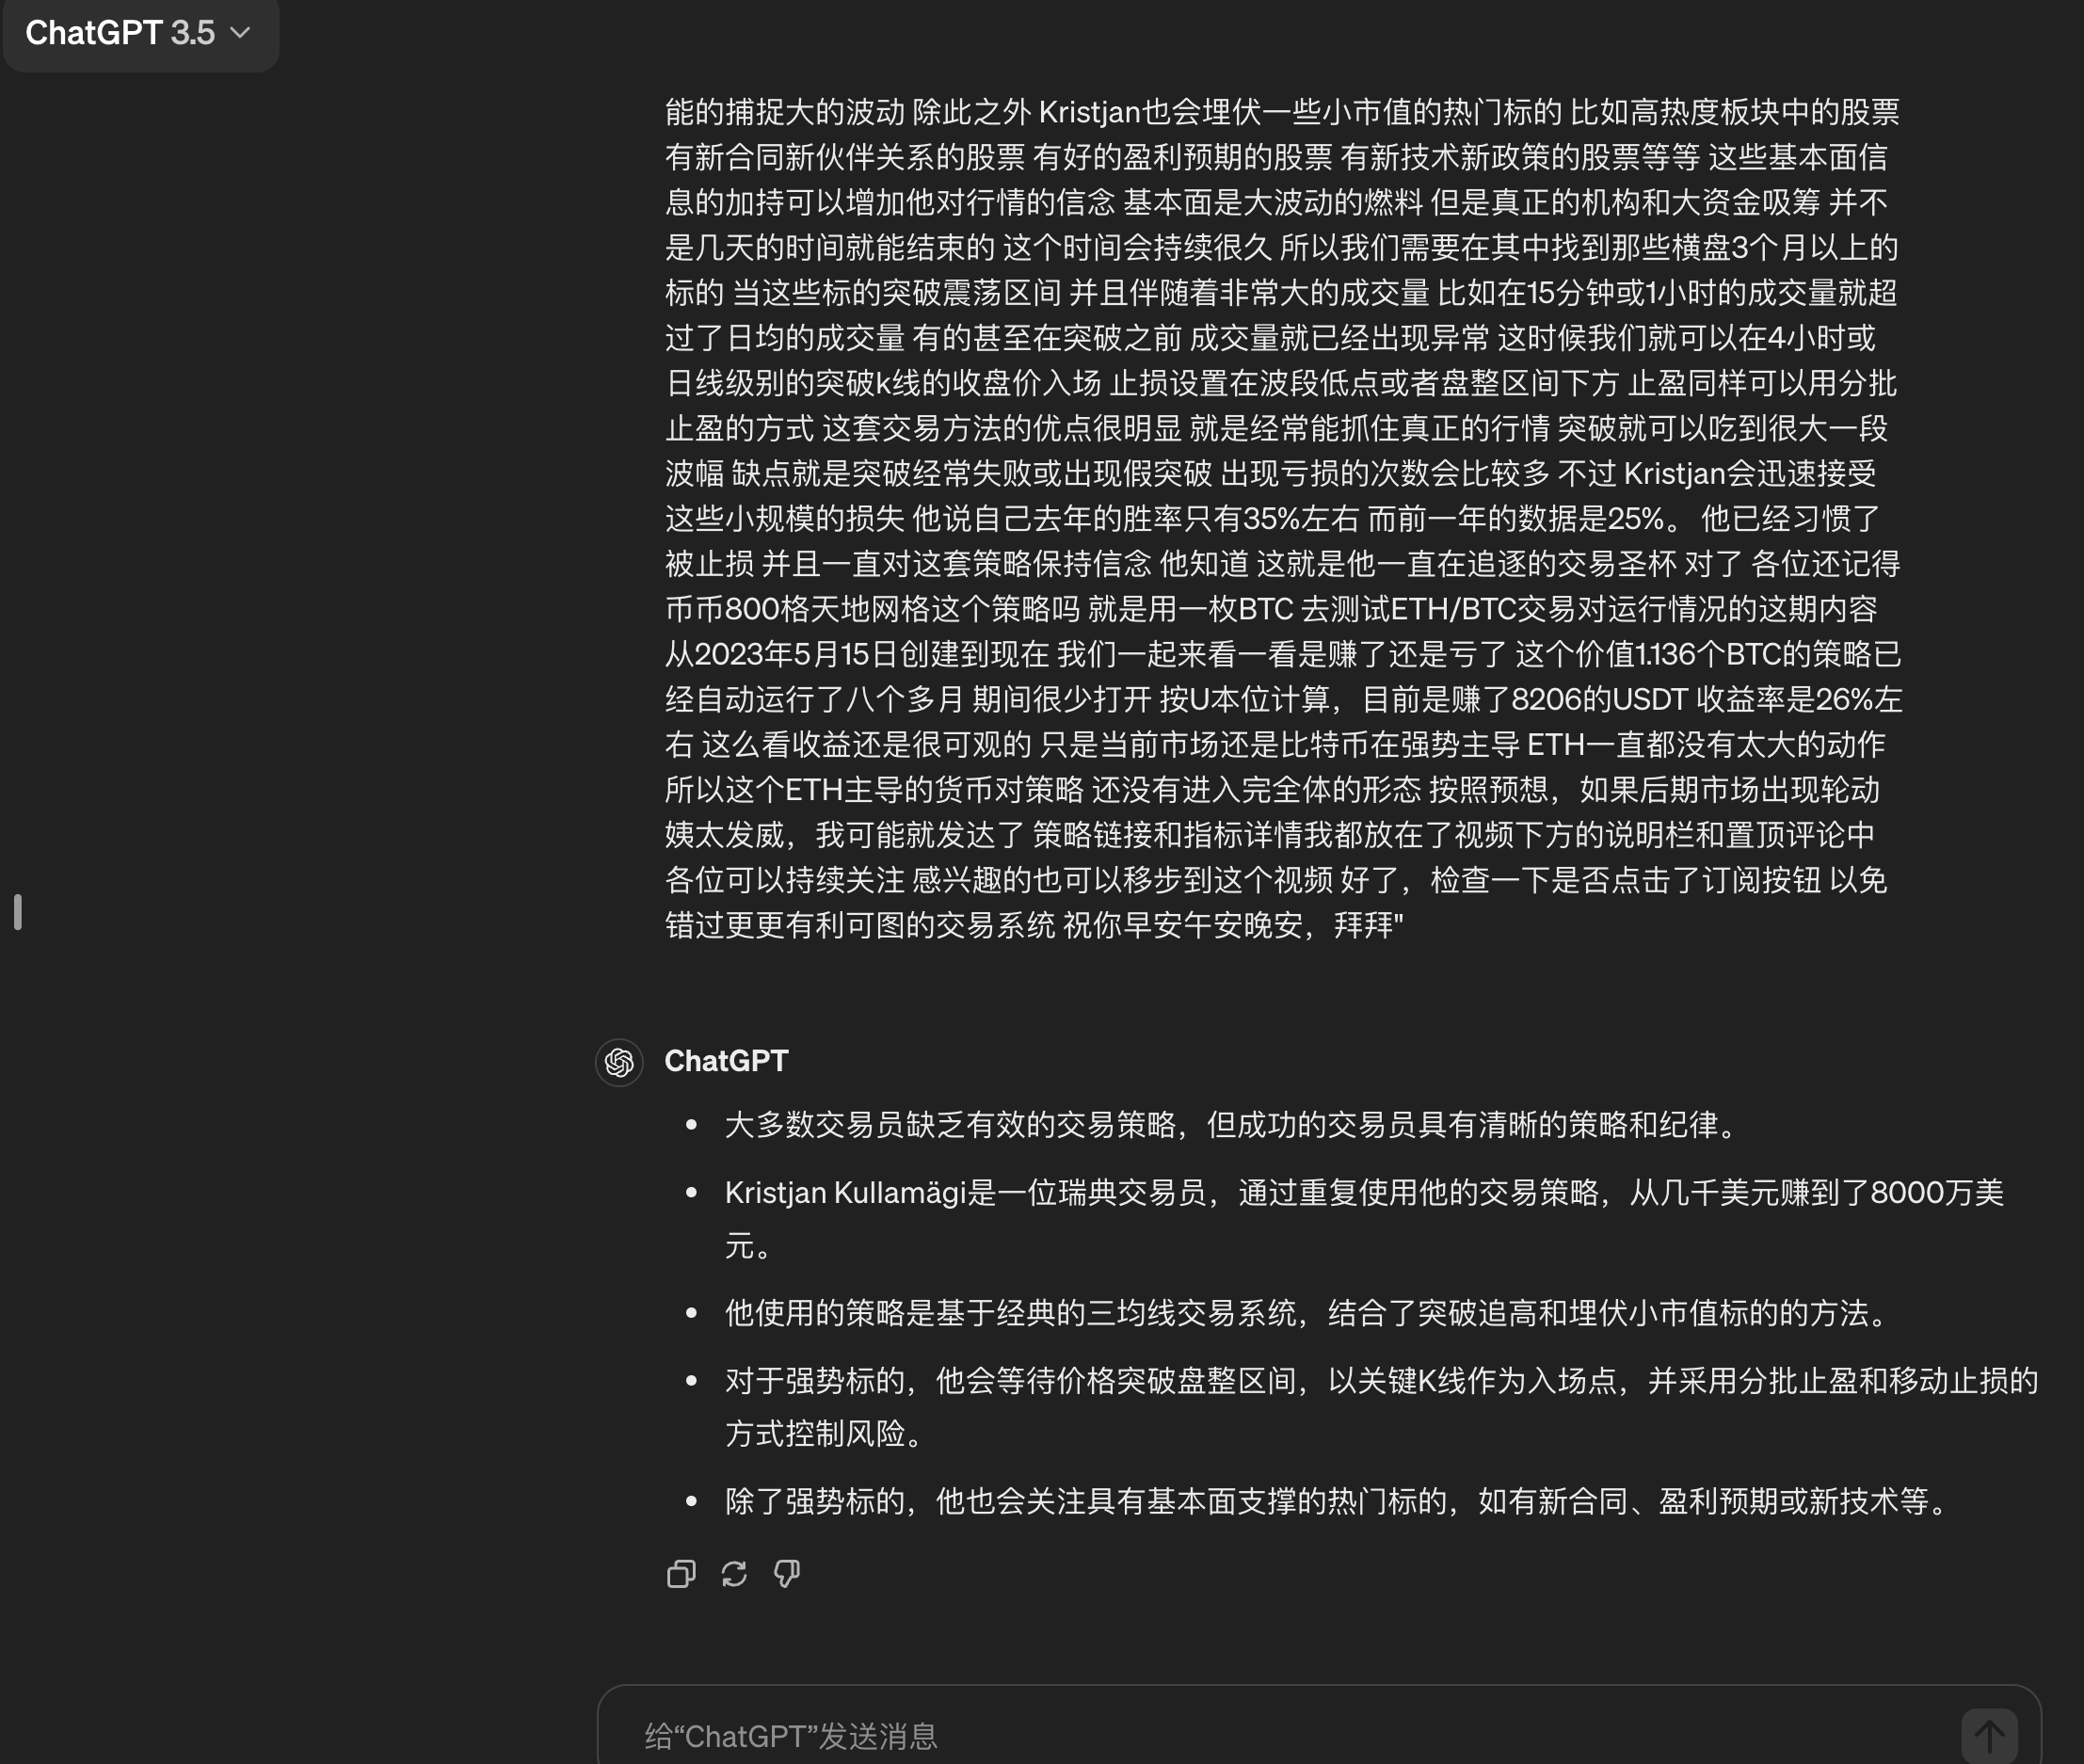 ChatGPT 3.5
能的捕捉大的波动 除此之外 Kristjan也会埋伏一些小市值的热门标的 比如高热度板块中的股票
有新合同新伙伴关系的股票 有好的盈利预期的股票 有新技术新政策的股票等等 这些基本面信
息的加持可以增加他对行情的信念 基本面是大波动的燃料 但是真正的机构和大资金吸筹 并不
是几天的时间就能结束的 这个时间会持续很久 所以我们需要在其中找到那些横盘3个月以上的
标的 当这些标的突破震荡区间 并且伴随着非常大的成交量 比如在15分钟或1小时的成交量就超
过了日均的成交量 有的甚至在突破之前 成交量就已经出现异常 这时候我们就可以在4小时或
日线级别的突破k线的收盘价入场 止损设置在波段低点或者盘整区间下方 止盈同样可以用分批
止盈的方式 这套交易方法的优点很明显 就是经常能抓住真正的行情 突破就可以吃到很大一段
波幅 缺点就是突破经常失败或出现假突破 出现亏损的次数会比较多 不过 Kristjan会迅速接受
这些小规模的损失 他说自己去年的胜率只有35%左右 而前一年的数据是25%。 他已经习惯了
被止损 并且一直对这套策略保持信念 他知道 这就是他一直在追逐的交易圣杯 对了 各位还记得
币币800格天地网格这个策略吗 就是用一枚BTC 去测试ETH/BTC交易对运行情况的这期内容
从2023年5月15日创建到现在 我们一起来看一看是赚了还是亏了 这个价值1.136个BTC的策略已
经自动运行了八个多月 期间很少打开 按U本位计算，目前是赚了8206的USDT 收益率是26%左
右 这么看收益还是很可观的 只是当前市场还是比特币在强势主导 ETH一直都没有太大的动作
所以这个ETH主导的货币对策略 还没有进入完全体的形态 按照预想，如果后期市场出现轮动
姨太发威，我可能就发达了 策略链接和指标详情我都放在了视频下方的说明栏和置顶评论中
各位可以持续关注 感兴趣的也可以移步到这个视频 好了，检查一下是否点击了订阅按钮 以免
错过更更有利可图的交易系统 祝你早安午安晚安，拜拜"
ChatGPT
• 大多数交易员缺乏有效的交易策略，但成功的交易员具有清晰的策略和纪律。
• Kristjan Kullamägi是一位瑞典交易员，通过重复使用他的交易策略，从几千美元赚到了8000万美
元。
• 他使用的策略是基于经典的三均线交易系统，结合了突破追高和埋伏小市值标的的方法。
• 对于强势标的，他会等待价格突破盘整区间，以关键K线作为入场点，并采用分批止盈和移动止损的
方式控制风险。
• 除了强势标的，他也会关注具有基本面支撑的热门标的，如有新合同、盈利预期或新技术等。
给“ChatGPT”发送消息